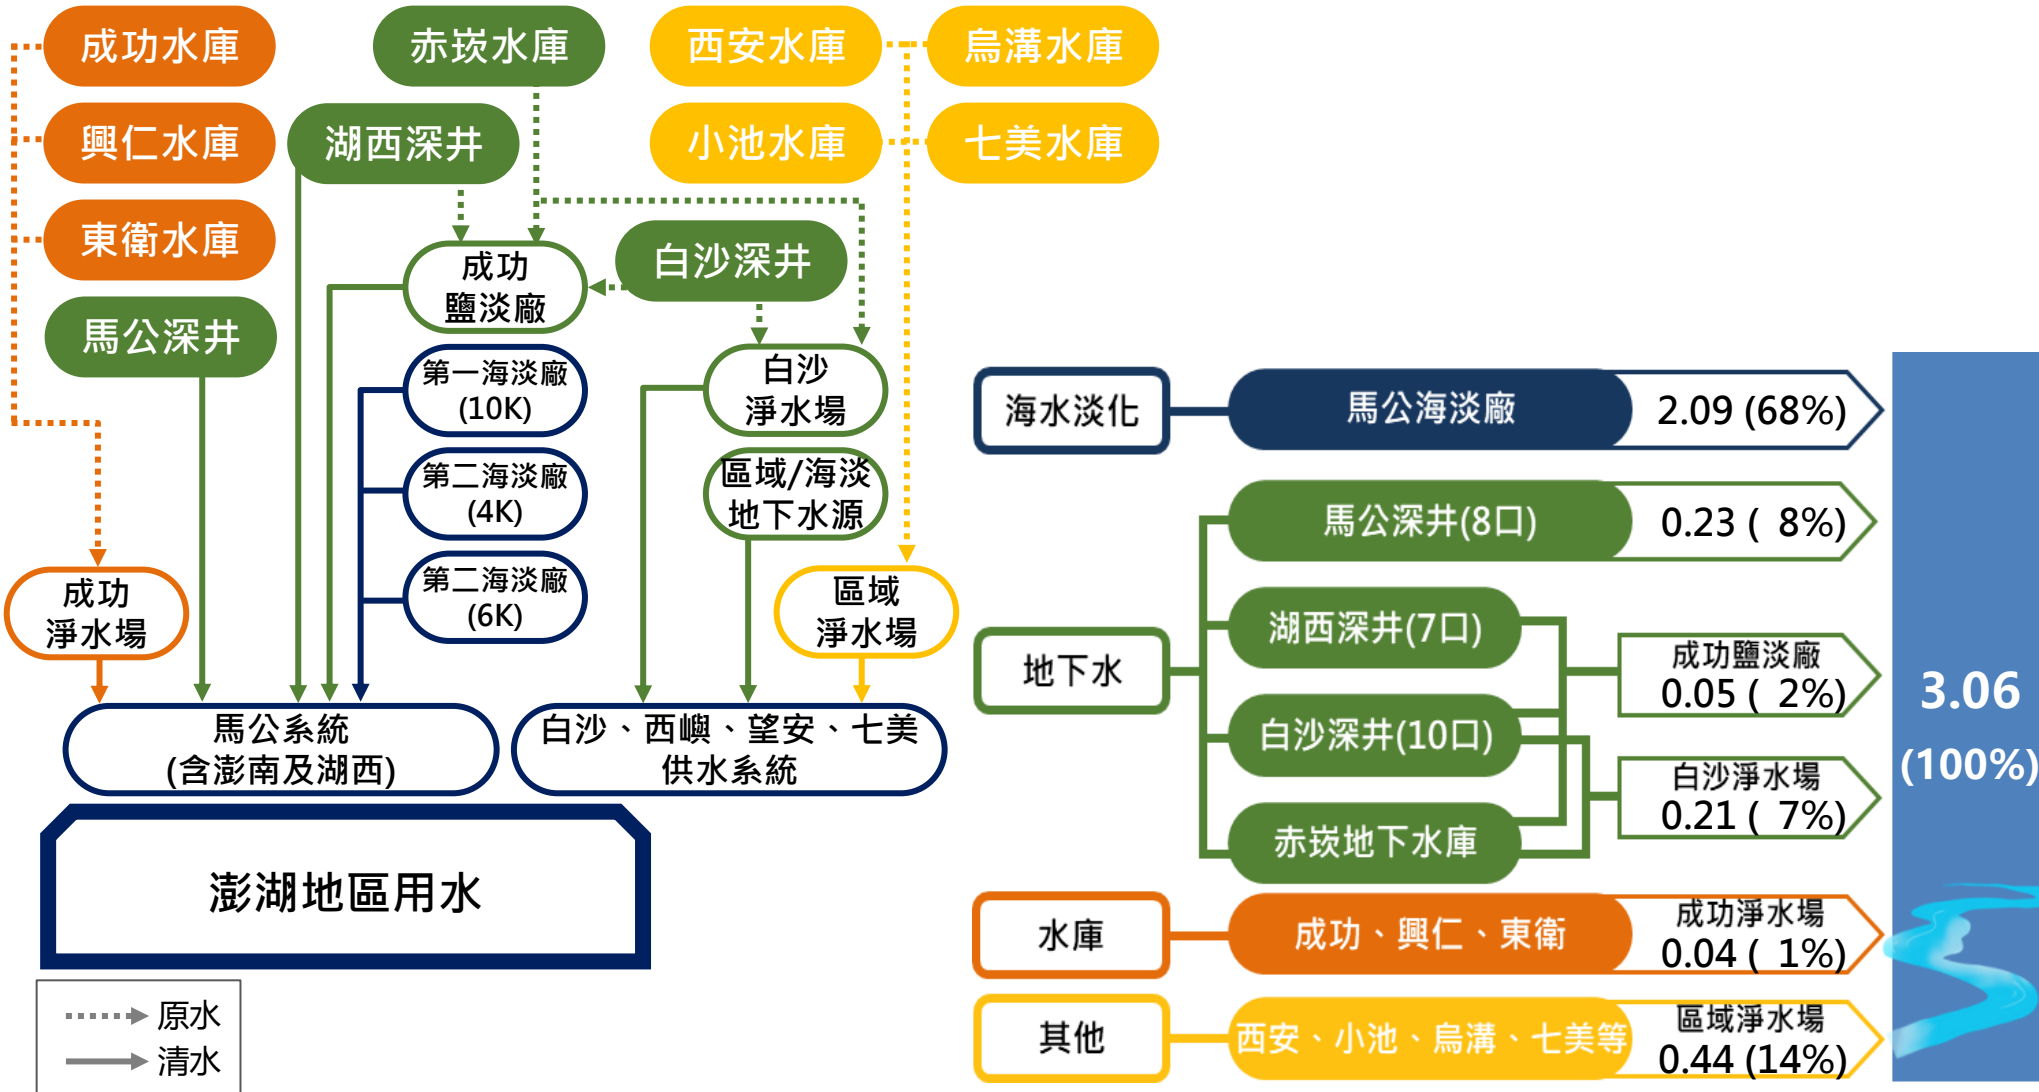 成功水庫
赤崁水庫
西安水庫
烏溝水庫
興仁水庫
湖西深井
小池水庫
七美水庫
東衛水庫
白沙深井
成功
鹽淡廠
馬公深井
第一海淡廠
(10K)
白沙
淨水場
第二海淡廠
(4K)
區域/海淡
地下水源
第二海淡廠
(6K)
成功
淨水場
區域
淨水場
馬公系統
(含澎南及湖西)
白沙、西嶼、望安、七美
供水系統
澎湖地區用水
原水
清水
海水淡化
馬公海淡廠
2.09 (68%)
馬公深井(8口)
0.23 ( 8%)
地下水
湖西深井(7口)
白沙深井(10口)
赤崁地下水庫
成功鹽淡廠
0.05 ( 2%)
白沙淨水場
0.21 ( 7%)
水庫
成功、興仁、東衛
成功淨水場
0.04 ( 1%)
其他
西安、小池、烏溝、七美等
區域淨水場
0.44 (14%)
3.06
(100%)